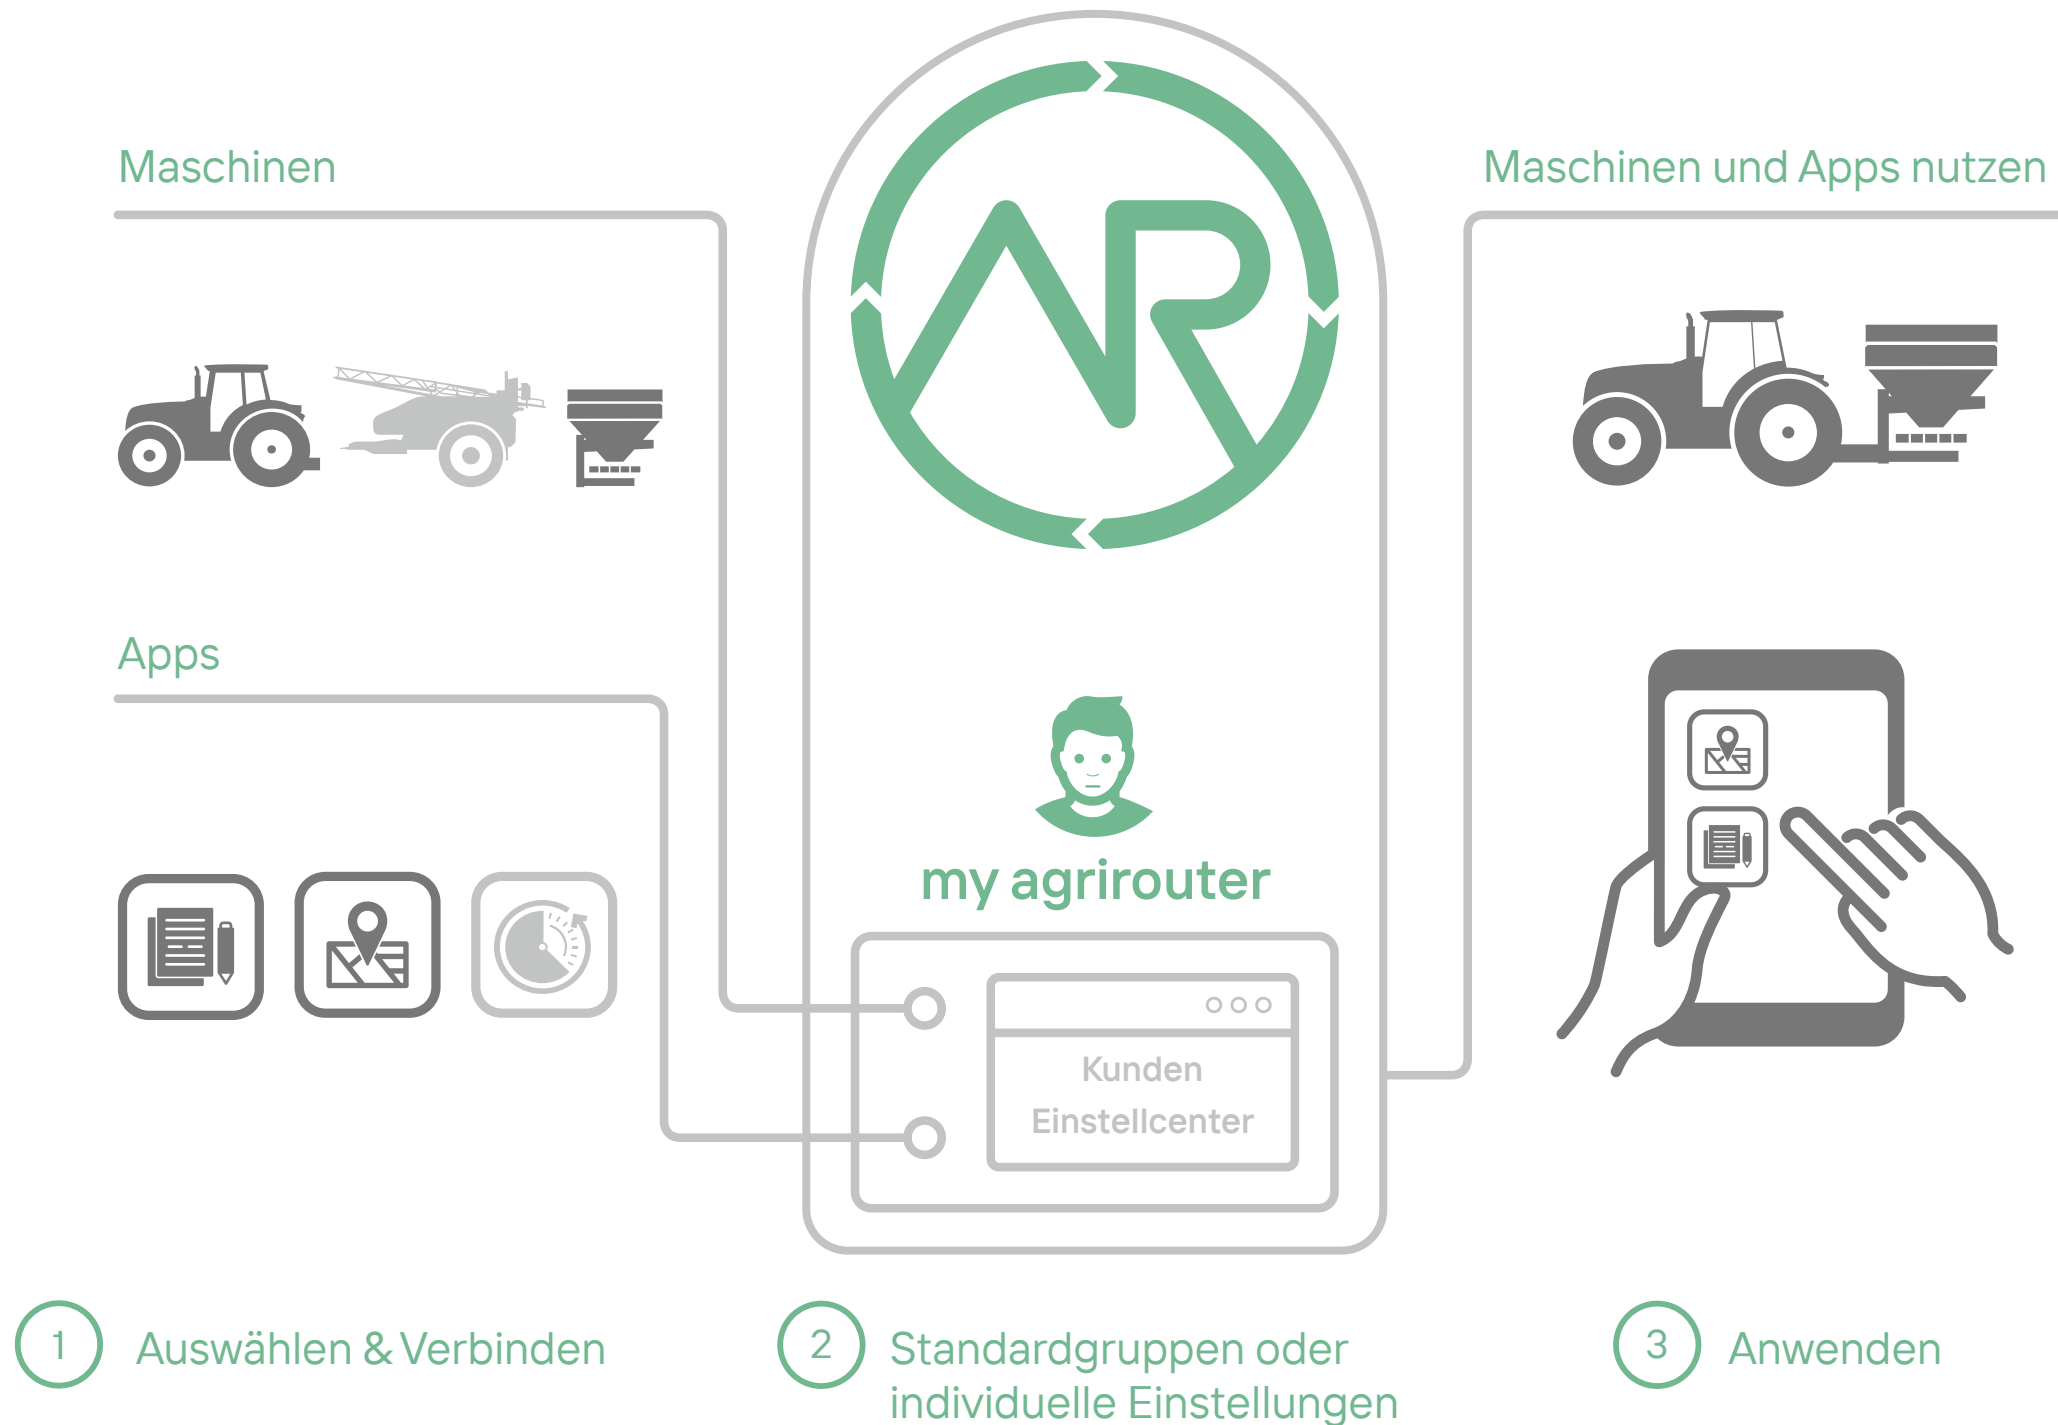 Maschinen
Maschinen und Apps nutzen
AR
Apps
my agrirouter
Kunden
Einstellcenter
1 Auswählen & Verbinden
2 Standardgruppen oder
individuelle Einstellungen
3 Anwenden